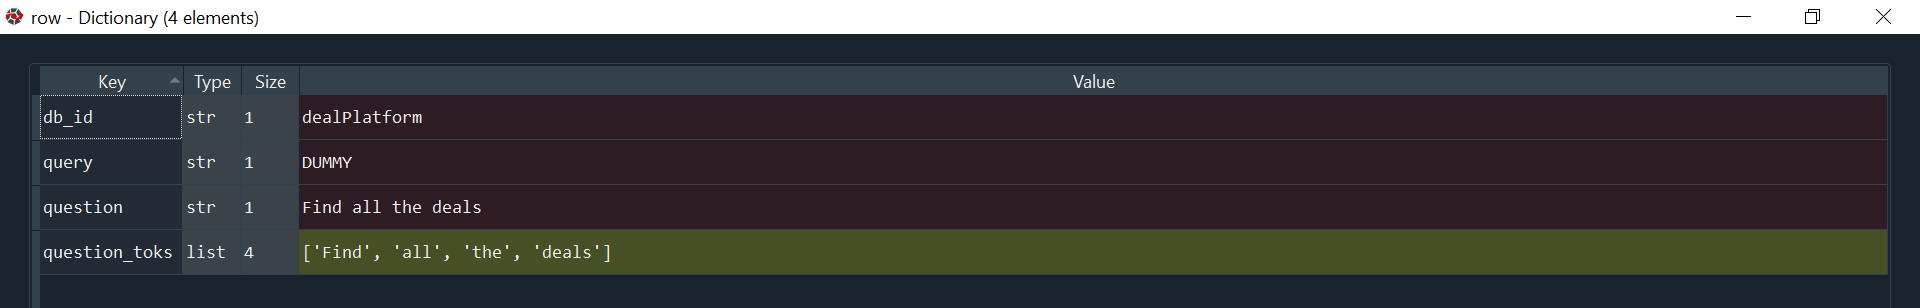 row - Dictionary (4 elements)
Key Type Size Value
db_id str 1 dealPlatform
query str 1 DUMMY
question str 1 Find all the deals
question_toks list 4 ['Find', 'all', 'the', 'deals']